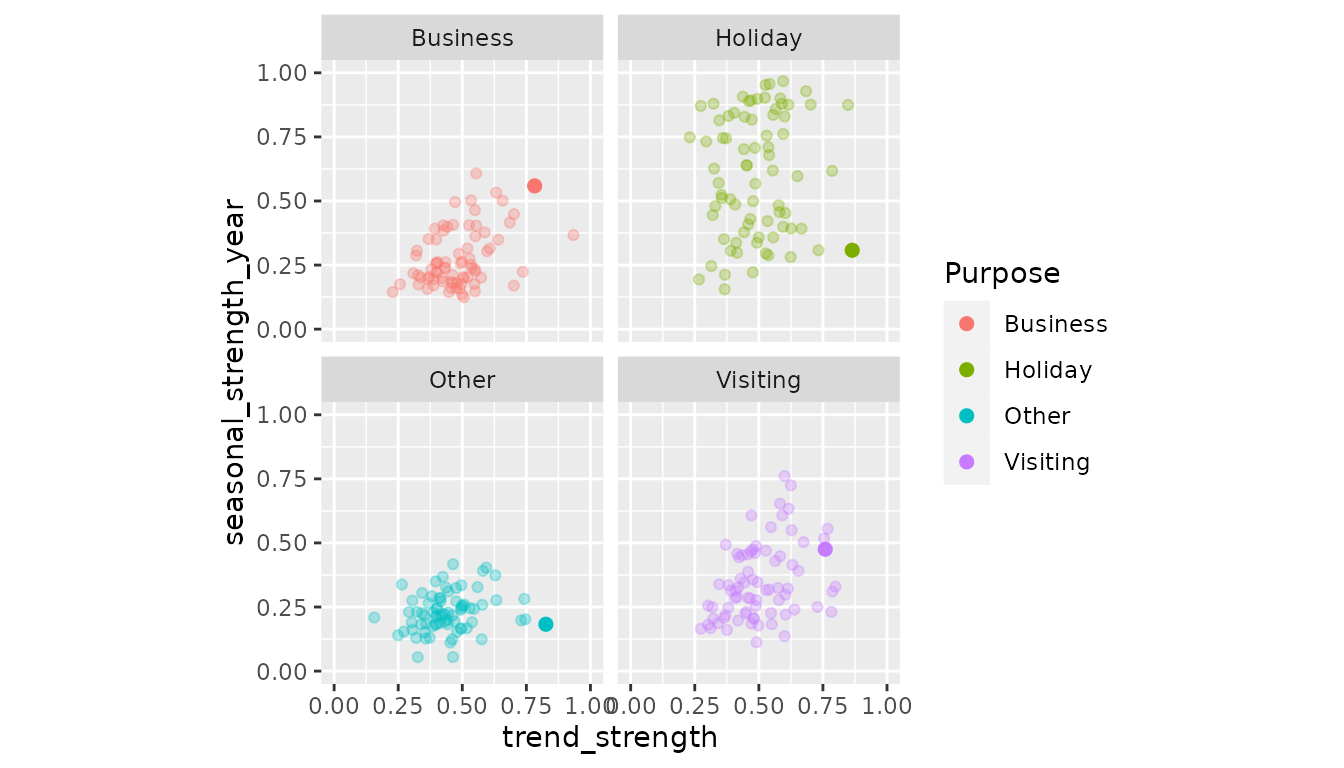 Business
Holiday
1.00
0.75
0.50
0.25
0.00
Other
Visiting
1.00
0.75
0.50
0.25
0.00
0.00 0.25 0.50 0.75 1.00
0.00 0.25 0.50 0.75 1.00
trend_strength
seasonal_strength_year
Purpose
Business
Holiday
Other
Visiting